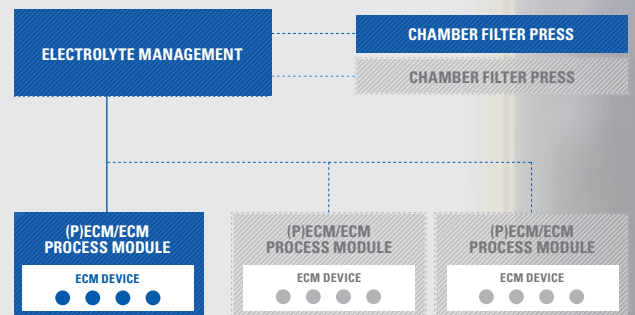 ELECTROLYTE MANAGEMENT
CHAMBER FILTER PRESS
CHAMBER FILTER PRESS
(P)ECM/ECM
PROCESS MODULE
ECM DEVICE
(P)ECM/ECM
PROCESS MODULE
ECM DEVICE
(P)ECM/ECM
PROCESS MODULE
ECM DEVICE